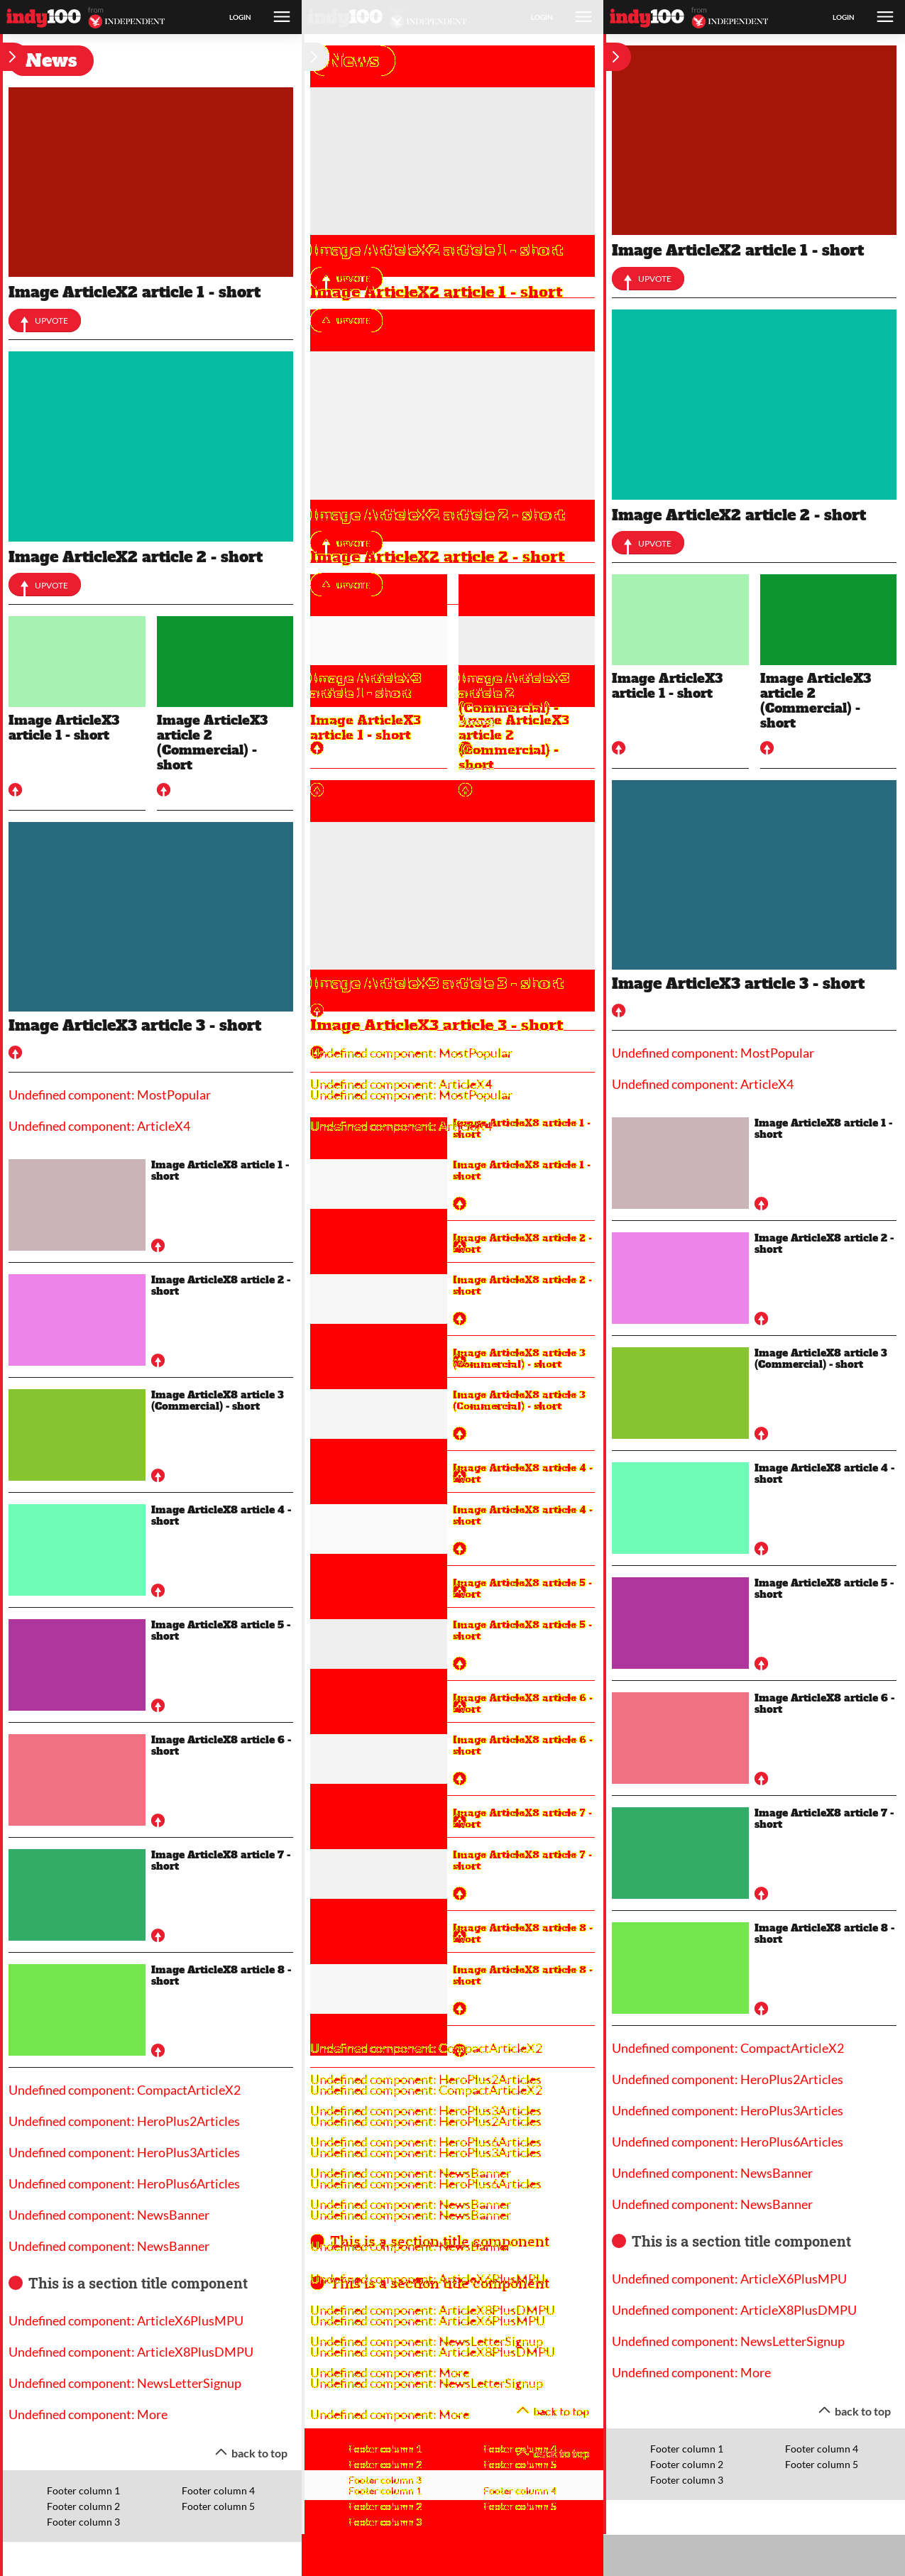 indy100
from
INDEPENDENT
LOGIN
News
Image ArticleX2 article 1 - short
UPVOTE
Image ArticleX2 article 2 - short
UPVOTE
Image ArticleX3
article 1 - short
Image ArticleX3
article 2
(Commercial) -
short
Image ArticleX3 article 3 - short
Undefined component: MostPopular
Undefined component: ArticleX4
Image ArticleX8 article 1 -
short
Image ArticleX8 article 2 -
short
Image ArticleX8 article 3
(Commercial) - short
Image ArticleX8 article 4 -
short
Image ArticleX8 article 5 -
short
Image ArticleX8 article 6 -
short
Image ArticleX8 article 7 -
short
Image ArticleX8 article 8 -
short
Undefined component: CompactArticleX2
Undefined component: HeroPlus2Articles
Undefined component: HeroPlus3Articles
Undefined component: HeroPlus6Articles
Undefined component: NewsBanner
Undefined component: NewsBanner
This is a section title component
Undefined component: ArticleX6PlusMPU
Undefined component: ArticleX8PlusDMPU
Undefined component: NewsLetterSignup
Undefined component: More
back to top
Footer column 1
Footer column 2
Footer column 3
Footer column 4
Footer column 5
indy100
INDEPENDENT
LOGIN
News
Image ArticleX2 article 1 - short
UPVOTE
Image ArticleX2 article 1 - short
UPVOTE
Image ArticleX2 article 2 - short
UPVOTE
Image ArticleX2 article 2 - short
UPVOTE
Image ArticleX3
article 1 - short
Image ArticleX3
article 2
(Commercial) -
Image ArticleX3
article 1 - short
Image ArticleX3
article 2
(Commercial) -
short
Image ArticleX3 article 3 - short
Image ArticleX3 article 3 - short
Undefined component: MostPopular
Undefined component: ArticleX4
Undefined component: MostPopular
Undefined component: ArticleX4
Image ArticleX8 article 1 -
short
Image ArticleX8 article 1 -
short
Image ArticleX8 article 2 -
short
Image ArticleX8 article 2 -
short
Image ArticleX8 article 3
(Commercial) - short
Image ArticleX8 article 3
(Commercial) - short
Image ArticleX8 article 4 -
short
Image ArticleX8 article 4 -
short
Image ArticleX8 article 5 -
short
Image ArticleX8 article 5 -
short
Image ArticleX8 article 6 -
short
Image ArticleX8 article 6 -
short
Image ArticleX8 article 7 -
short
Image ArticleX8 article 7 -
short
Image ArticleX8 article 8 -
short
Image ArticleX8 article 8 -
short
Undefined component: CompactArticleX2
Undefined component: HeroPlus2Articles
Undefined component: CompactArticleX2
Undefined component: HeroPlus3Articles
Undefined component: HeroPlus2Articles
Undefined component: HeroPlus6Articles
Undefined component: HeroPlus3Articles
Undefined component: NewsBanner
Undefined component: HeroPlus6Articles
Undefined component: NewsBanner
Undefined component: NewsBanner
This is a section title component
Undefined component: NewsBanner
Undefined component: ArticleX6PlusMPU
This is a section title component
Undefined component: ArticleX8PlusDMPU
Undefined component: ArticleX6PlusMPU
Undefined component: NewsLetterSignup
Undefined component: ArticleX8PlusDMPU
Undefined component: More
Undefined component: NewsLetterSignup
back to top
Undefined component: More
Footer column 1
Footer column 4
back to top
Footer column 2
Footer column 5
Footer column 3
Footer column 1
Footer column 4
Footer column 2
Footer column 5
Footer column 3
indy100
from
INDEPENDENT
LOGIN
Image ArticleX2 article 1 - short
UPVOTE
Image ArticleX2 article 2 - short
UPVOTE
Image ArticleX3
article 1 - short
Image ArticleX3
article 2
(Commercial) -
short
Image ArticleX3 article 3 - short
Undefined component: MostPopular
Undefined component: ArticleX4
Image ArticleX8 article 1 -
short
Image ArticleX8 article 2 -
short
Image ArticleX8 article 3
(Commercial) - short
Image ArticleX8 article 4 -
short
Image ArticleX8 article 5 -
short
Image ArticleX8 article 6 -
short
Image ArticleX8 article 7 -
short
Image ArticleX8 article 8 -
short
Undefined component: CompactArticleX2
Undefined component: HeroPlus2Articles
Undefined component: HeroPlus3Articles
Undefined component: HeroPlus6Articles
Undefined component: NewsBanner
Undefined component: NewsBanner
This is a section title component
Undefined component: ArticleX6PlusMPU
Undefined component: ArticleX8PlusDMPU
Undefined component: NewsLetterSignup
Undefined component: More
back to top
Footer column 1
Footer column 2
Footer column 3
Footer column 4
Footer column 5